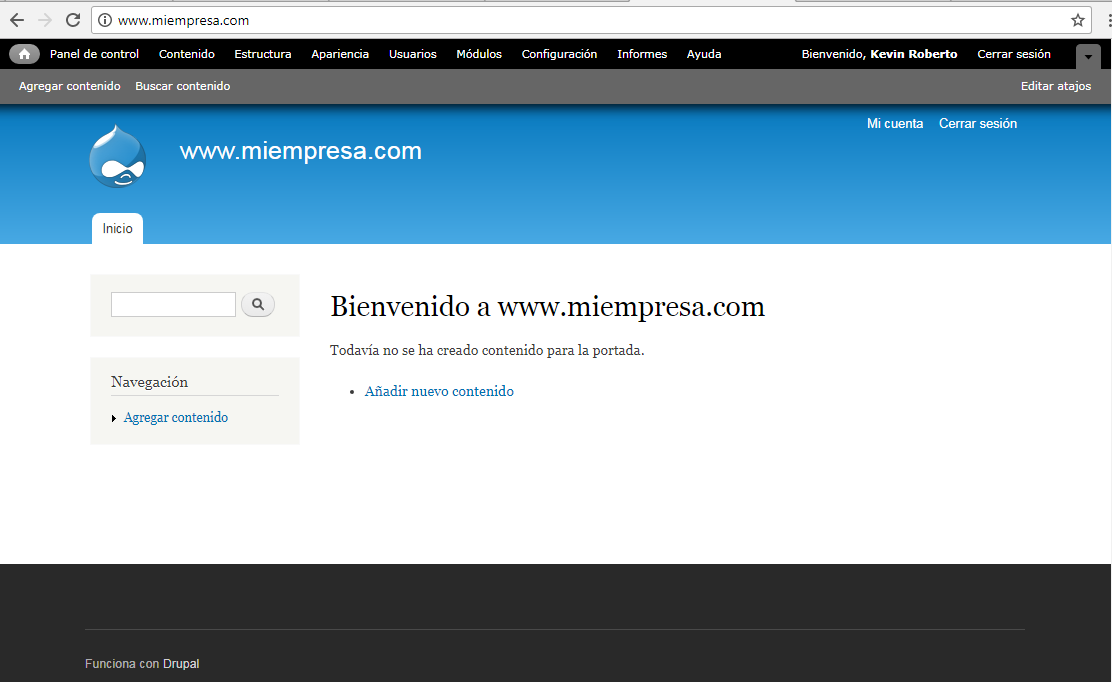 www.miempresa.com
Panel de control Contenido Estructura Apariencia Usuarios Módulos Configuración Informes Ayuda Bienvenido, Kevin Roberto Cerrar sesión
Agregar contenido Buscar contenido Editar atajos
Mi cuenta Cerrar sesión
www.miempresa.com
Inicio
Bienvenido a www.miempresa.com
Todavía no se ha creado contenido para la portada.
Añadir nuevo contenido
Navegación
Agregar contenido
Funciona con Drupal